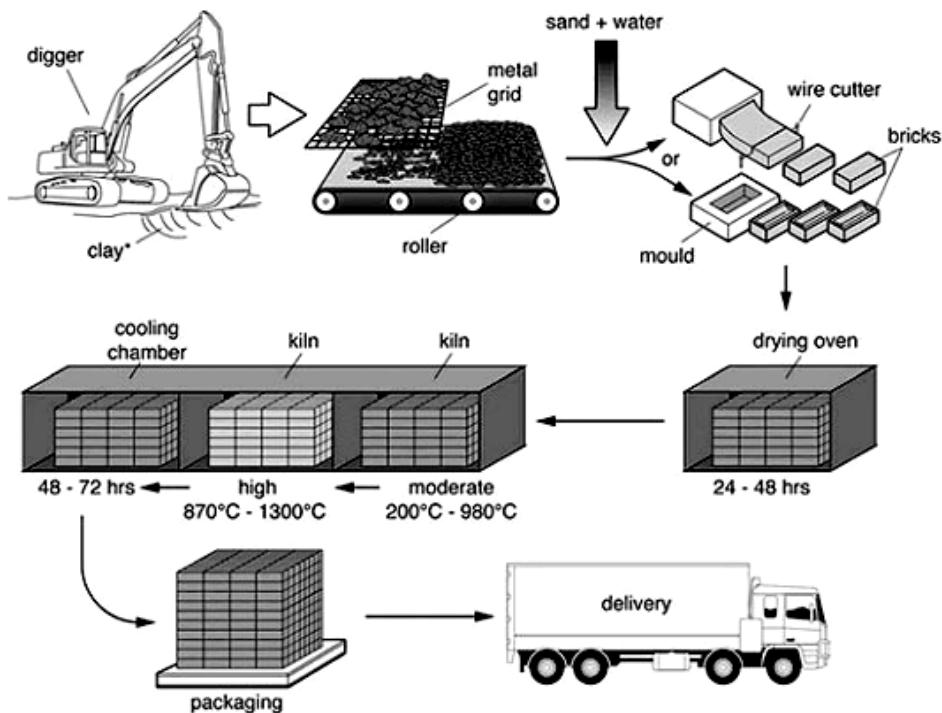 digger
clay*
metal
grid
roller
sand + water
or
wire cutter
bricks
mould
drying oven
24 - 48 hrs
kiln
moderate
200°C - 980°C
kiln
high
870°C - 1300°C
cooling
chamber
48 - 72 hrs
packaging
delivery